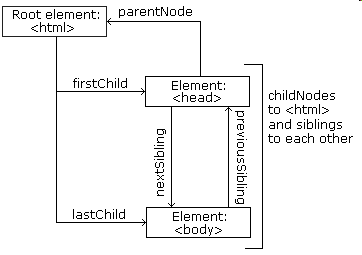 Root element:
<html>
parentNode
firstChild
Element:
<head>
childNodes
to <html>
and siblings
to each other
nextSibling
previousSibling
lastChild
Element:
<body>